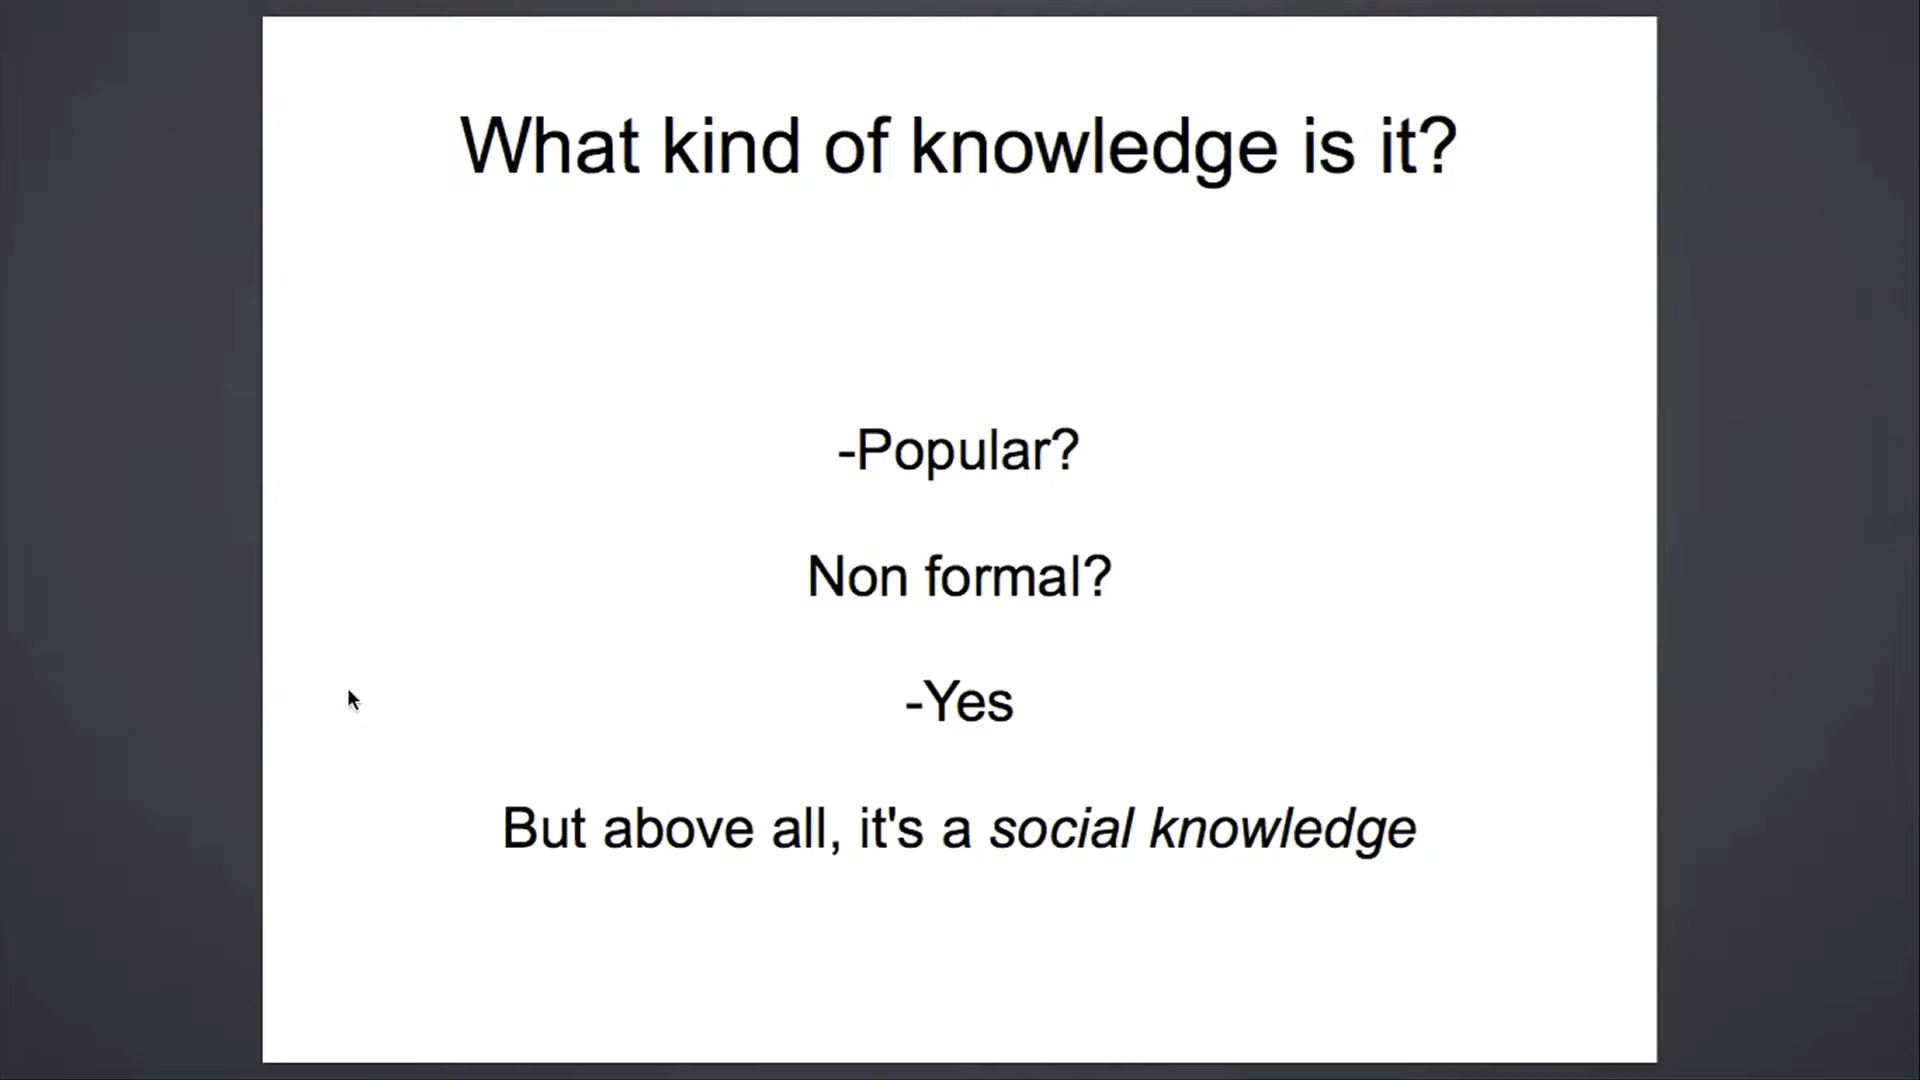 What kind of knowledge is it?
-Popular?
Non formal?
-Yes
But above all, it's a social knowledge